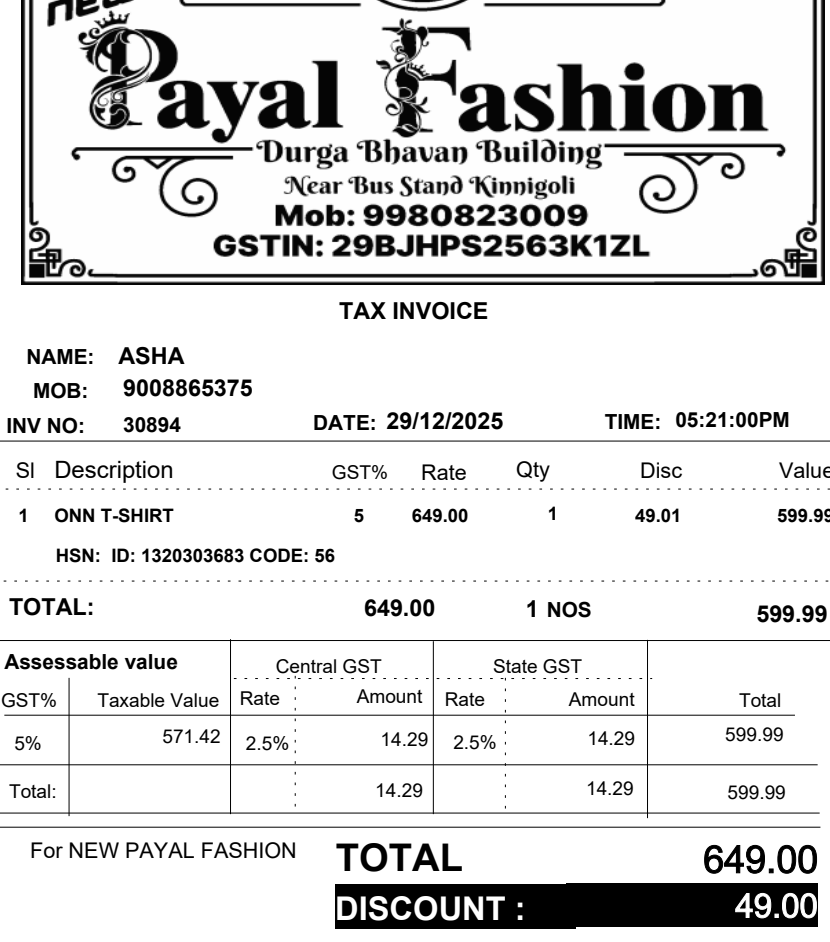 new
Payal Fashion
Durga Bhavan Building
Near Bus Stand Kinnigoli
Mob: 9980823009
GSTIN: 29BJHPS2563K1ZL
TAX INVOICE
NAME: ASHA
MOB: 9008865375
INV NO: 30894 DATE: 29/12/2025 TIME: 05:21:00PM
Sl Description GST% Rate Qty Disc Value
1 ONN T-SHIRT 5 649.00 1 49.01 599.99
HSN: ID: 1320303683 CODE: 56
TOTAL: 649.00 1 NOS 599.99
Assessable value Central GST State GST
GST% Taxable Value Rate Amount Rate Amount Total
5% 571.42 2.5% 14.29 2.5% 14.29 599.99
Total: 14.29 14.29 599.99
For NEW PAYAL FASHION TOTAL 649.00
DISCOUNT : 49.00